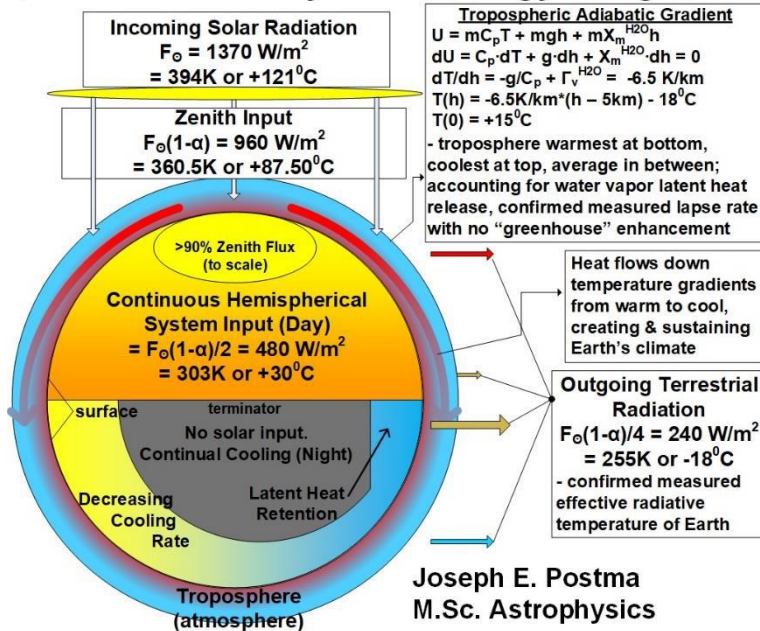 Incoming Solar Radiation
F⊙ = 1370 W/m²
= 394K or +121⁰C
Zenith Input
F⊙(1-α) = 960 W/m²
= 360.5K or +87.50⁰C
Tropospheric Adiabatic Gradient
U = mCₚT + mgh + mXₘᴴ²ᴼh
dU = Cₚ·dT + g·dh + Xₘᴴ²ᴼ·dh = 0
dT/dh = -g/Cₚ + Γᵥᴴ²ᴼ = -6.5 K/km
T(h) = -6.5K/km*(h – 5km) - 18⁰C
T(0) = +15⁰C
- troposphere warmest at bottom,
coolest at top, average in between;
accounting for water vapor latent heat
release, confirmed measured lapse rate
with no “greenhouse” enhancement
>90% Zenith Flux
(to scale)
Continuous Hemispherical
System Input (Day)
= F⊙(1-α)/2 = 480 W/m²
= 303K or +30⁰C
Heat flows down
temperature gradients
from warm to cool,
creating & sustaining
Earth’s climate
surface
terminator
No solar input.
Continual Cooling (Night)
Decreasing
Cooling
Rate
Latent Heat
Retention
Outgoing Terrestrial
Radiation
F⊙(1-α)/4 = 240 W/m²
= 255K or -18⁰C
- confirmed measured
effective radiative
temperature of Earth
Troposphere
(atmosphere)
Joseph E. Postma
M.Sc. Astrophysics